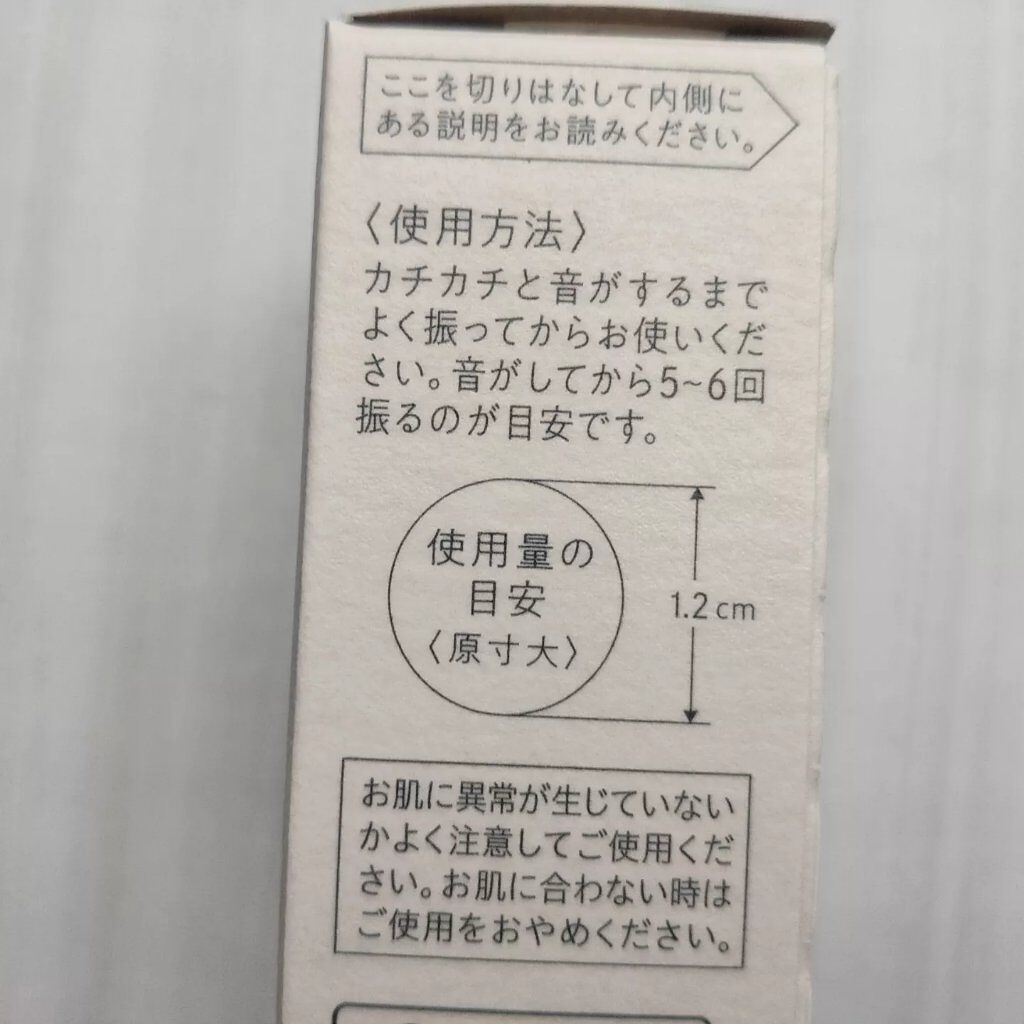 ここを切りはなして内側に
ある説明をお読みください。
〈使用方法〉
カチカチと音がするまで
よく振ってからお使いくだ
さい。音がしてから5~6回
振るのが目安です。
使用量の
目安
〈原寸大〉
1.2cm
お肌に異常が生じていない
かよく注意してご使用くだ
さい。お肌に合わない時は
ご使用をおやめください。